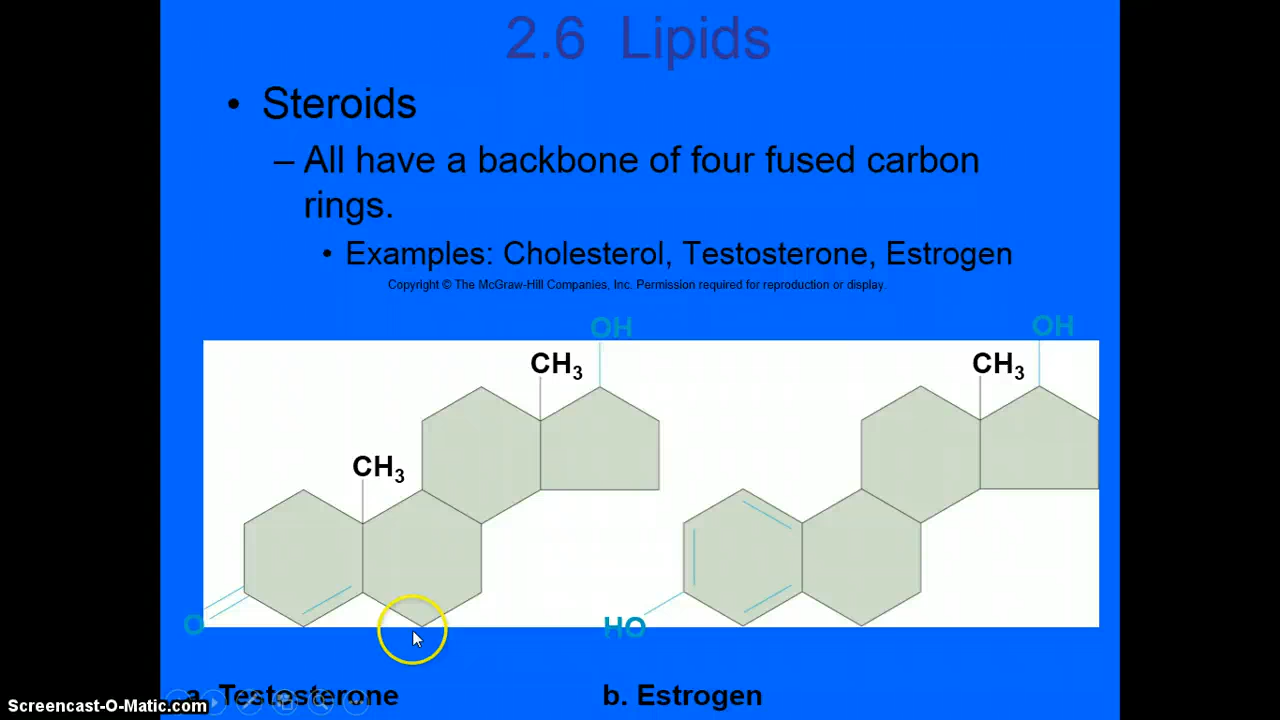 2.6 Lipids
• Steroids
– All have a backbone of four fused carbon
rings.
• Examples: Cholesterol, Testosterone, Estrogen
Copyright © The McGraw-Hill Companies, Inc. Permission required for reproduction or display.
OH
OH
CH3
CH3
CH3
O
HO
a. Testosterone
b. Estrogen
Screencast-O-Matic.com